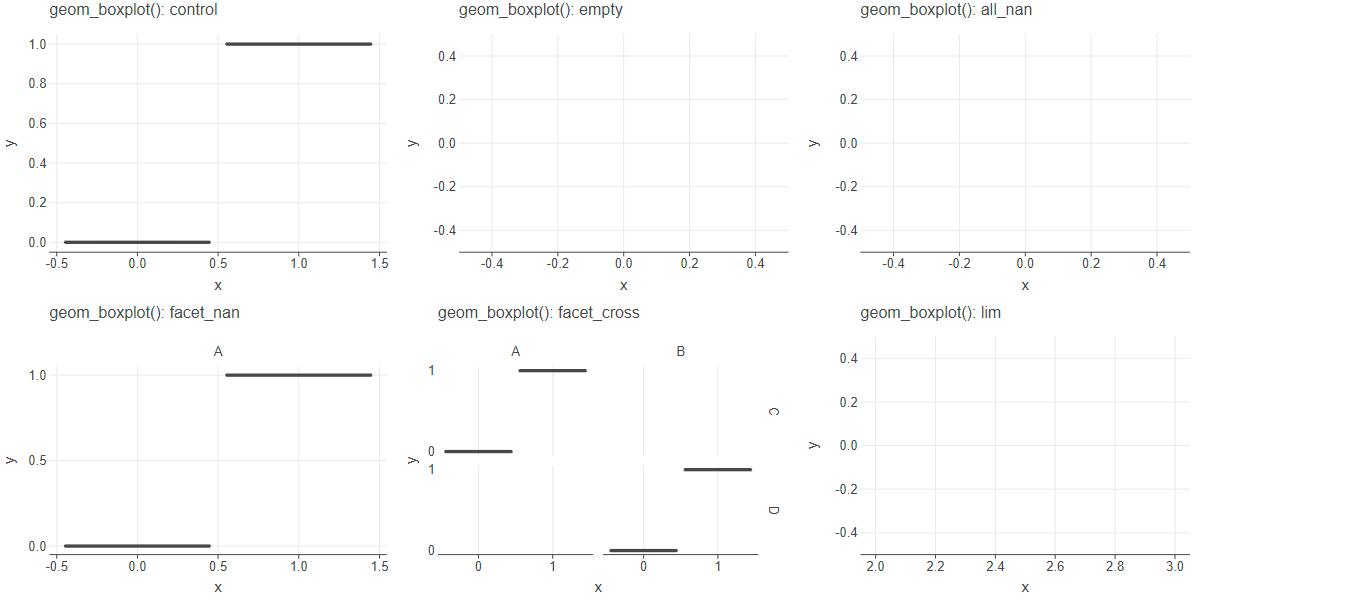 geom_boxplot(): control
1.0
0.8
0.6
0.4
0.2
0.0
y
-0.5 0.0 0.5 1.0 1.5
x
geom_boxplot(): empty
0.4
0.2
0.0
-0.2
-0.4
y
-0.4 -0.2 0.0 0.2 0.4
x
geom_boxplot(): all_nan
0.4
0.2
0.0
-0.2
-0.4
y
-0.4 -0.2 0.0 0.2 0.4
x
geom_boxplot(): facet_nan
A
1.0
0.5
0.0
y
-0.5 0.0 0.5 1.0 1.5
x
geom_boxplot(): facet_cross
A B
1
0
C
1
0
D
y
0 1 0 1
x
geom_boxplot(): lim
0.4
0.2
0.0
-0.2
-0.4
y
2.0 2.2 2.4 2.6 2.8 3.0
x